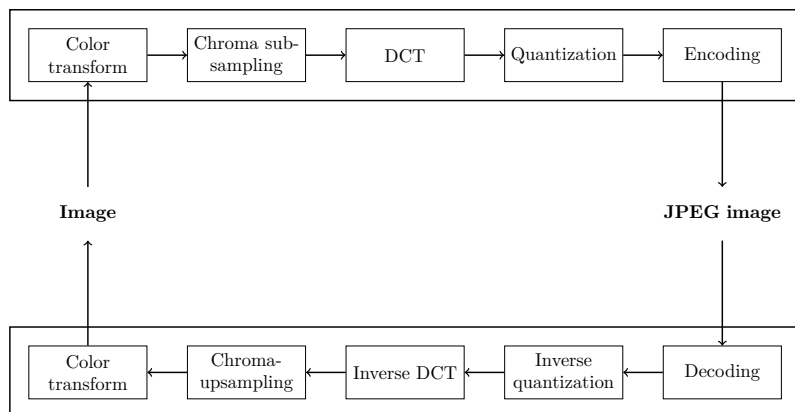 Color
transform
Chroma sub-
sampling
DCT
Quantization
Encoding
Image
JPEG image
Color
transform
Chroma-
upsampling
Inverse DCT
Inverse
quantization
Decoding